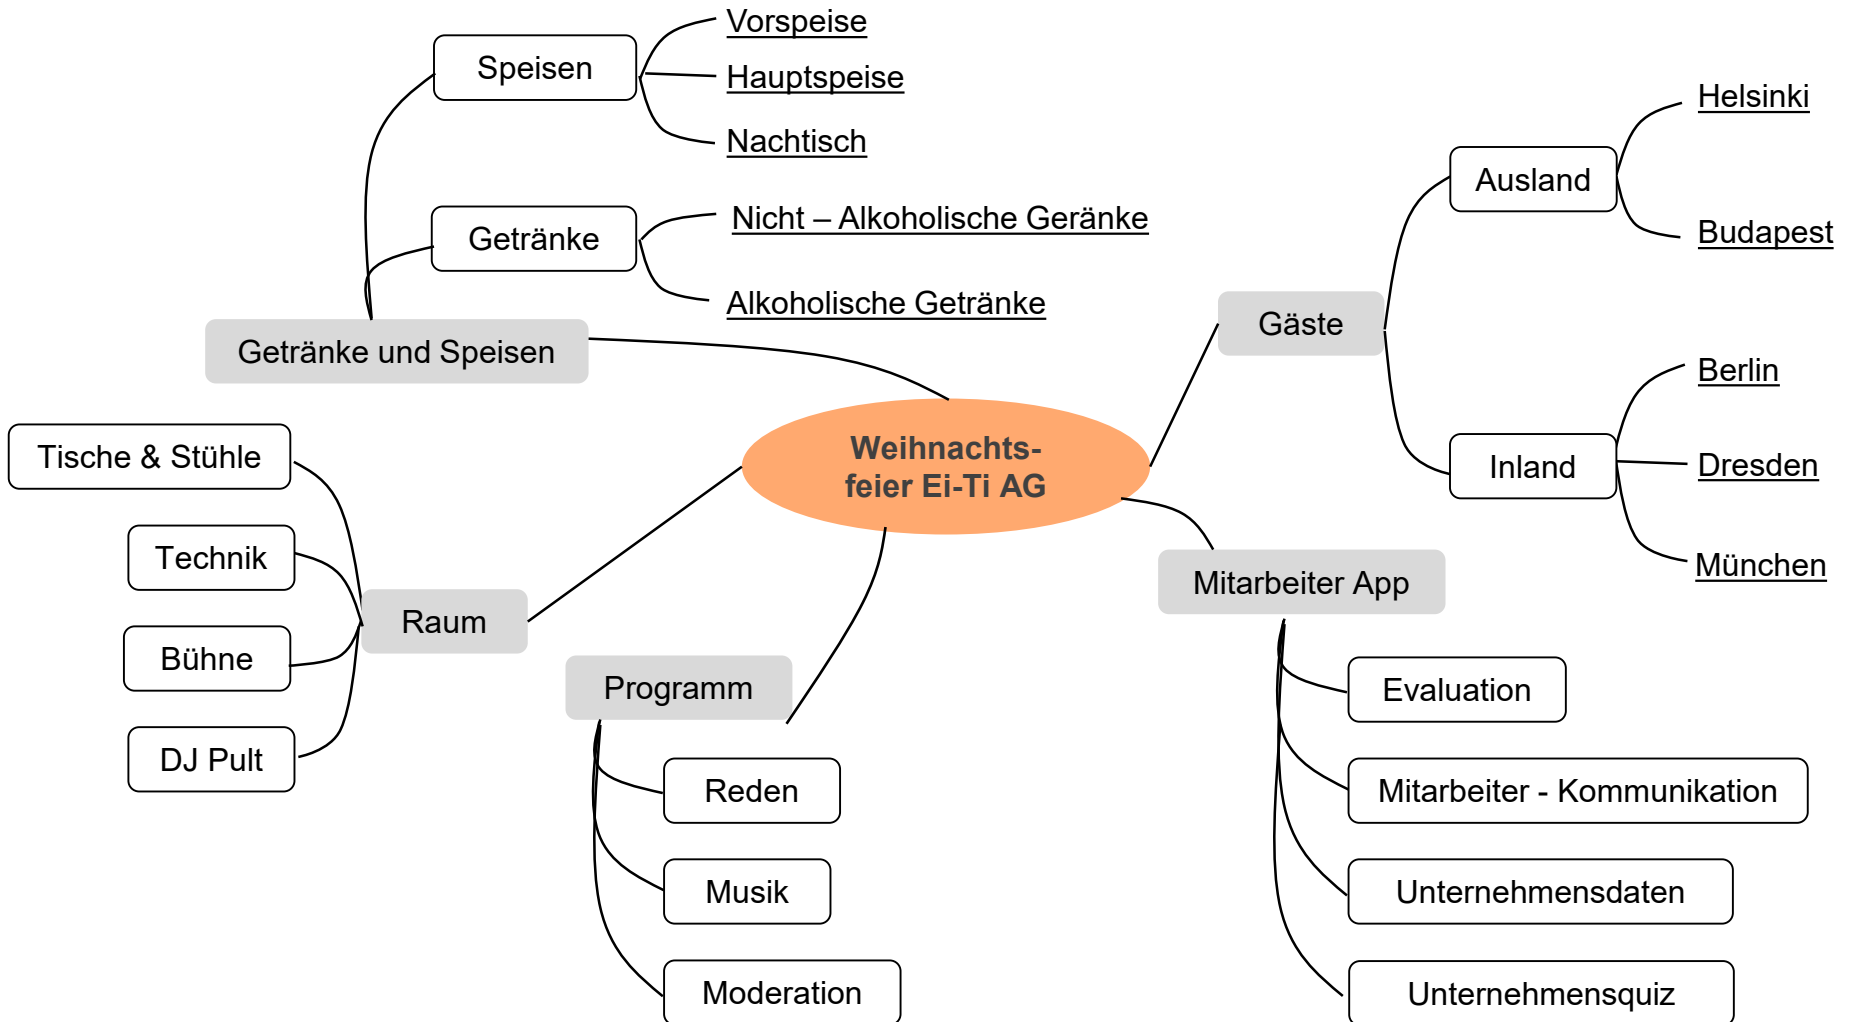 Vorspeise
Speisen
Hauptspeise
Nachtisch
Getränke
Nicht – Alkoholische Geränke
Alkoholische Getränke
Getränke und Speisen
Helsinki
Ausland
Budapest
Gäste
Berlin
Inland
Dresden
München
Weihnachts-
feier Ei-Ti AG
Tische & Stühle
Technik
Raum
Bühne
DJ Pult
Programm
Reden
Musik
Moderation
Mitarbeiter App
Evaluation
Mitarbeiter - Kommunikation
Unternehmensdaten
Unternehmensquiz